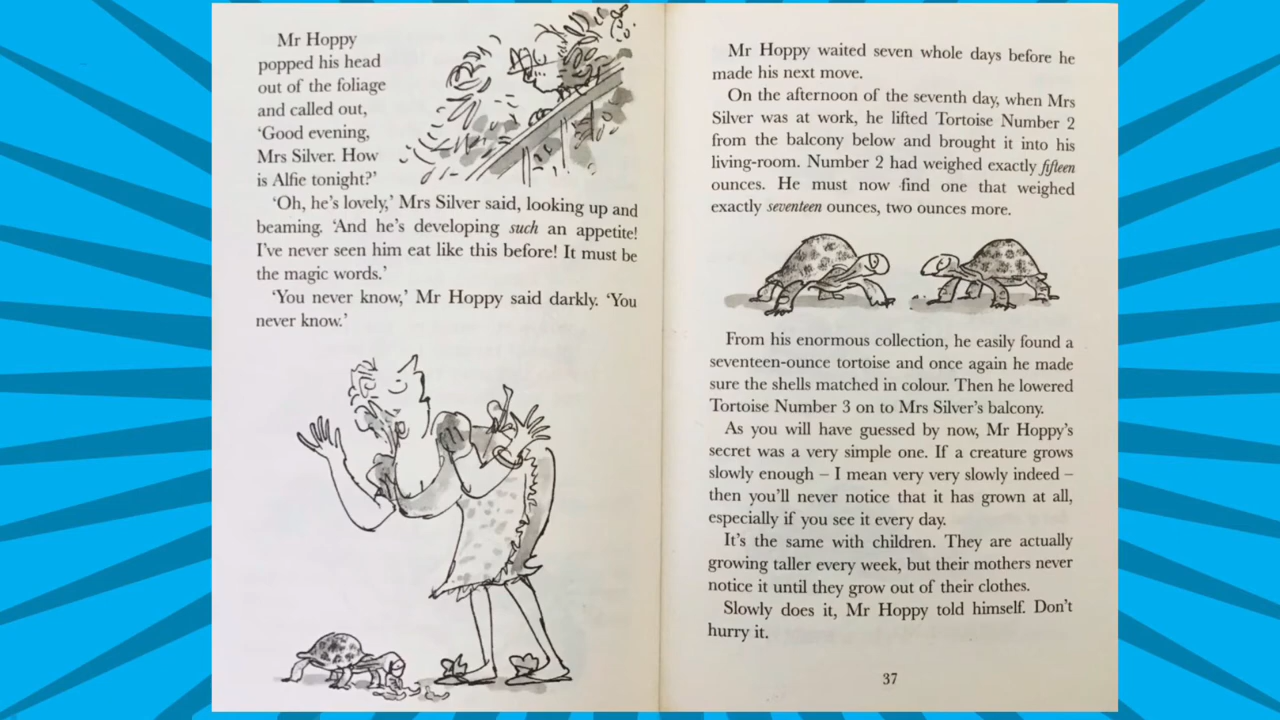 Mr Hoppy
popped his head
out of the foliage
and called out,
‘Good evening,
Mrs Silver. How
is Alfie tonight?’
‘Oh, he’s lovely,’ Mrs Silver said, looking up and
beaming. ‘And he’s developing such an appetite!
I’ve never seen him eat like this before! It must be
the magic words.’
‘You never know,’ Mr Hoppy said darkly. ‘You
never know.’
Mr Hoppy waited seven whole days before he
made his next move.
On the afternoon of the seventh day, when Mrs
Silver was at work, he lifted Tortoise Number 2
from the balcony below and brought it into his
living-room. Number 2 had weighed exactly fifteen
ounces. He must now find one that weighed
exactly seventeen ounces, two ounces more.
From his enormous collection, he easily found a
seventeen-ounce tortoise and once again he made
sure the shells matched in colour. Then he lowered
Tortoise Number 3 on to Mrs Silver’s balcony.
As you will have guessed by now, Mr Hoppy’s
secret was a very simple one. If a creature grows
slowly enough – I mean very very slowly indeed –
then you’ll never notice that it has grown at all,
especially if you see it every day.
It’s the same with children. They are actually
growing taller every week, but their mothers never
notice it until they grow out of their clothes.
Slowly does it, Mr Hoppy told himself. Don’t
hurry it.
37